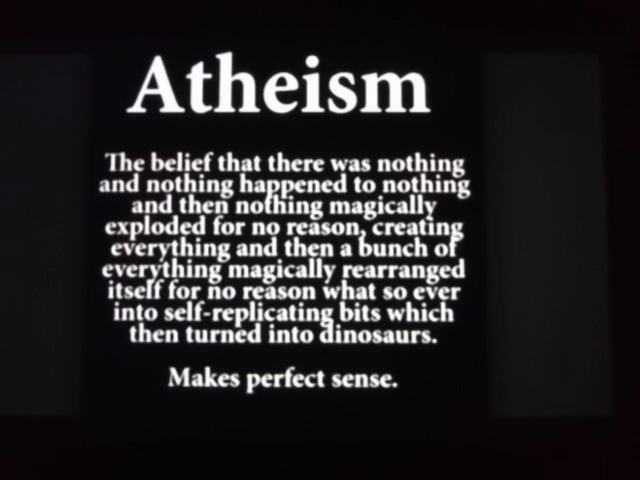 Atheism
The belief that there was nothing
and nothing happened to nothing
and then nothing magically
exploded for no reason, creating
everything and then a bunch of
everything magically rearranged
itself for no reason what so ever
into self-replicating bits which
then turned into dinosaurs.
Makes perfect sense.